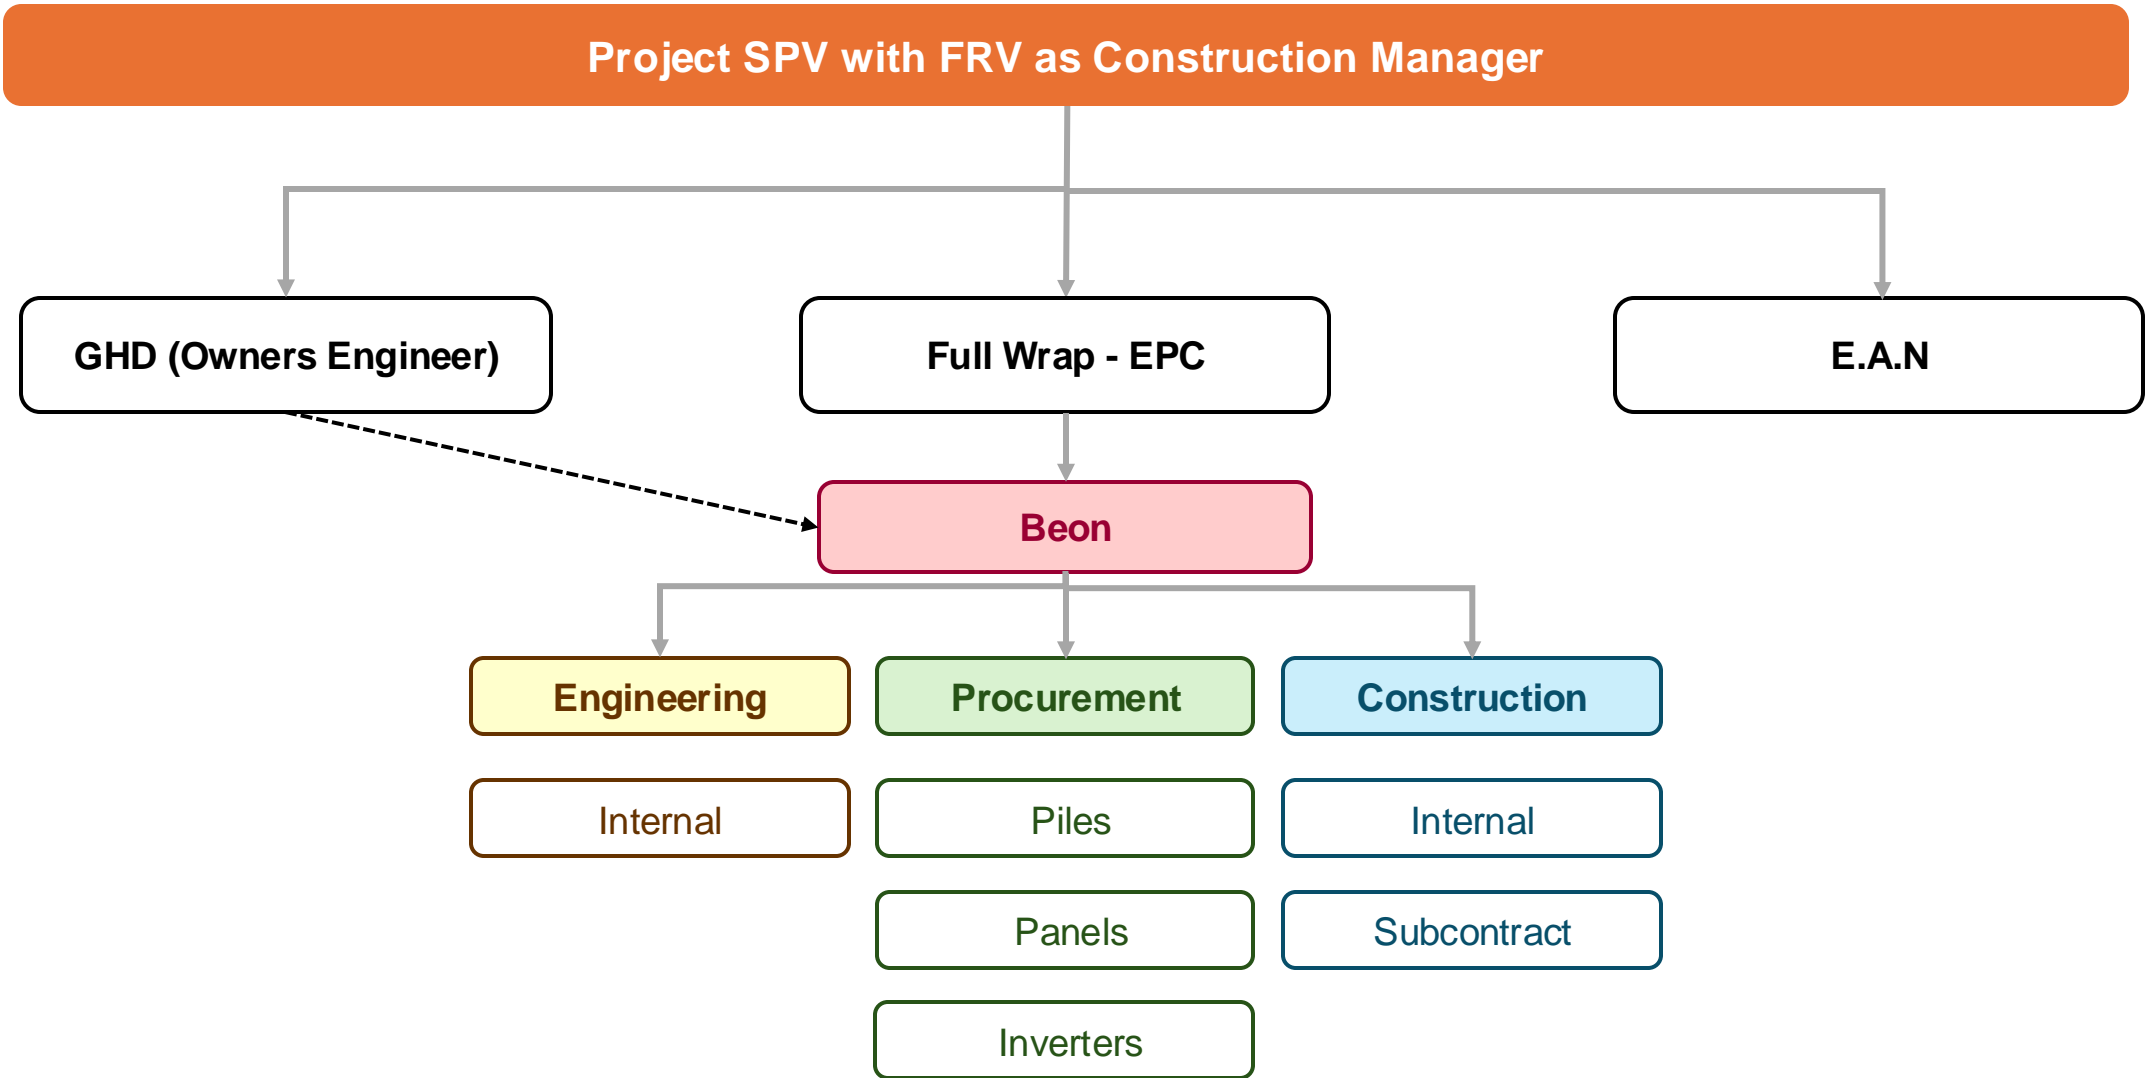 Project SPV with FRV as Construction Manager
GHD (Owners Engineer)
Full Wrap - EPC
E.A.N
Beon
Engineering
Procurement
Construction
Internal
Piles
Internal
Panels
Subcontract
Inverters